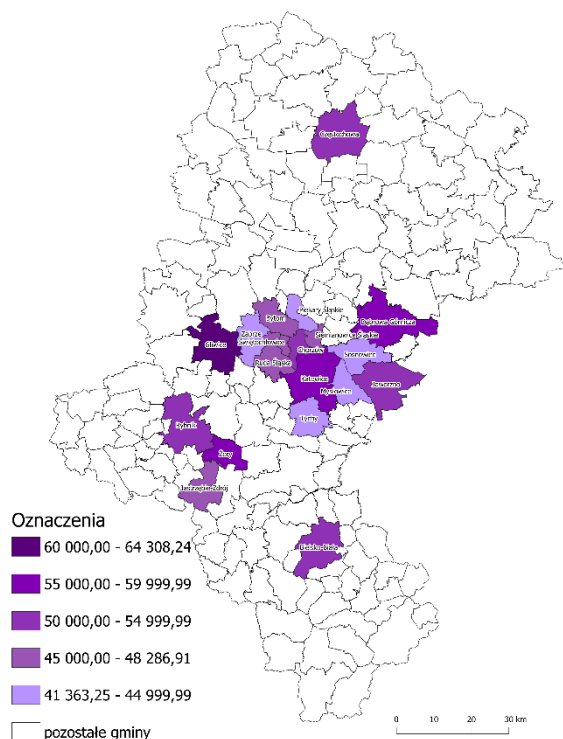 Częstochowa
Piekary Śląskie
Bytom
Dąbrowa Górnicza
Zabrze
Siemianowice Śląskie
Świętochłowice
Chorzów
Gliwice
Sosnowiec
Ruda Śląska
Katowice
Jaworzno
Mysłowice
Tychy
Rybnik
Żory
Jastrzębie-Zdrój
Bielsko-Biała
Oznaczenia
60 000,00 - 64 308,24
55 000,00 - 59 999,99
50 000,00 - 54 999,99
45 000,00 - 48 286,91
41 363,25 - 44 999,99
pozostałe gminy
0 10 20 30 km